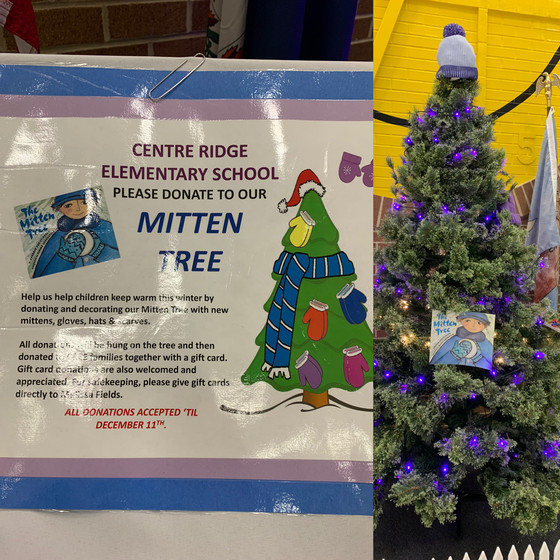 CENTRE RIDGE
ELEMENTARY SCHOOL
PLEASE DONATE TO OUR
MITTEN
TREE
The
Mitten
Tree
Help us help children keep warm this winter by
donating and decorating our Mitten Tree with new
mittens, gloves, hats & scarves.
All donations will be hung on the tree and then
donated to families together with a gift card.
Gift card donations are also welcomed and
appreciated. For safekeeping, please give gift cards
directly to Melissa Fields.
ALL DONATIONS ACCEPTED ‘TIL
DECEMBER 11TH.
The
Mitten
Tree